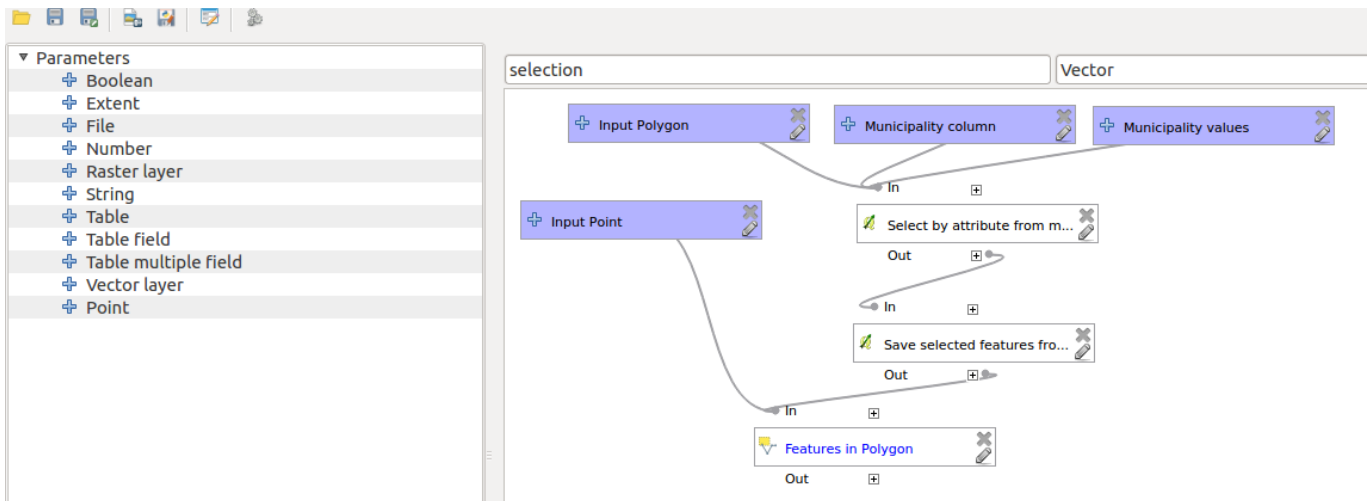 Parameters
Boolean
Extent
File
Number
Raster layer
String
Table
Table field
Table multiple field
Vector layer
Point
selection
Vector
Input Polygon
Municipality column
Municipality values
In
Input Point
Select by attribute from m...
Out
In
Save selected features fro...
Out
In
Features in Polygon
Out